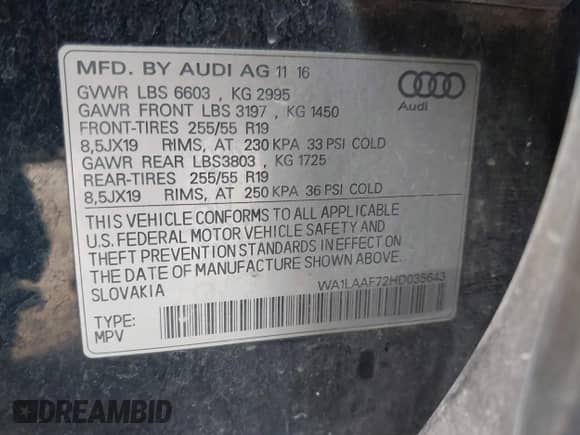 MFD. BY AUDI AG 11 16
Audi
GVWR LBS 6603 , KG 2995
GAWR FRONT LBS 3197 , KG 1450
FRONT-TIRES 255/55 R19
8,5JX19 RIMS, AT 230 KPA 33 PSI COLD
GAWR REAR LBS3803 , KG 1725
REAR-TIRES 255/55 R19
8,5JX19 RIMS, AT 250 KPA 36 PSI COLD
THIS VEHICLE CONFORMS TO ALL APPLICABLE
U.S. FEDERAL MOTOR VEHICLE SAFETY AND
THEFT PREVENTION STANDARDS IN EFFECT ON
THE DATE OF MANUFACTURE SHOWN ABOVE.
SLOVAKIA
WA1LAAF72HD035643
TYPE:
MPV
DREAMBID